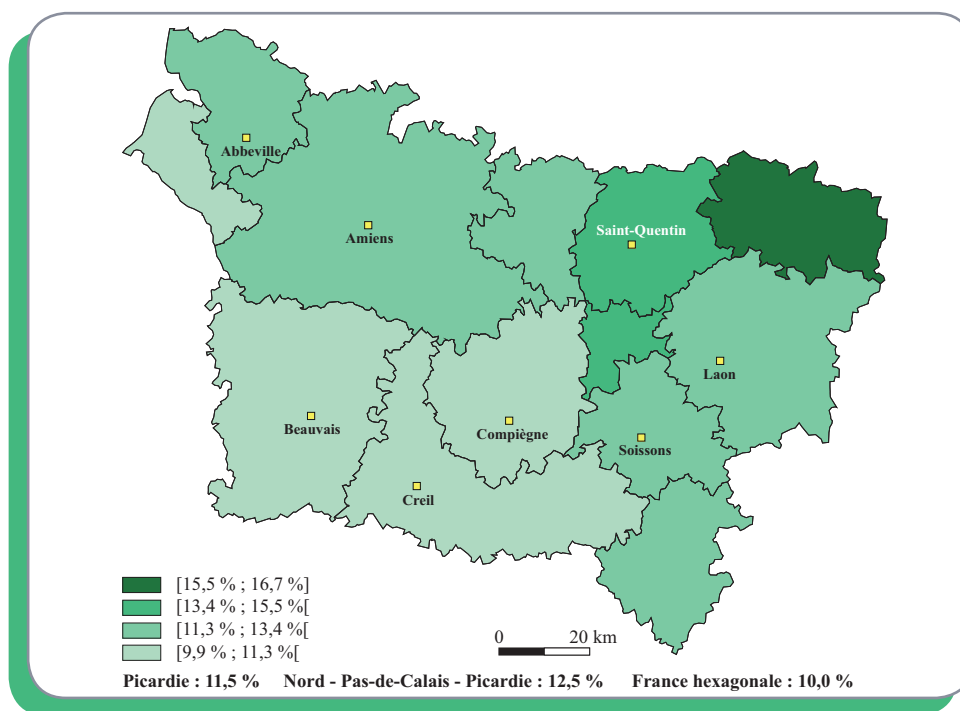 Abbeville
Amiens
Saint-Quentin
Laon
Beauvais
Compiègne
Soissons
Creil
[15,5 % ; 16,7 %]
[13,4 % ; 15,5 %[
[11,3 % ; 13,4 %[
[9,9 % ; 11,3 %[
0 20 km
Picardie : 11,5 % Nord - Pas-de-Calais - Picardie : 12,5 % France hexagonale : 10,0 %